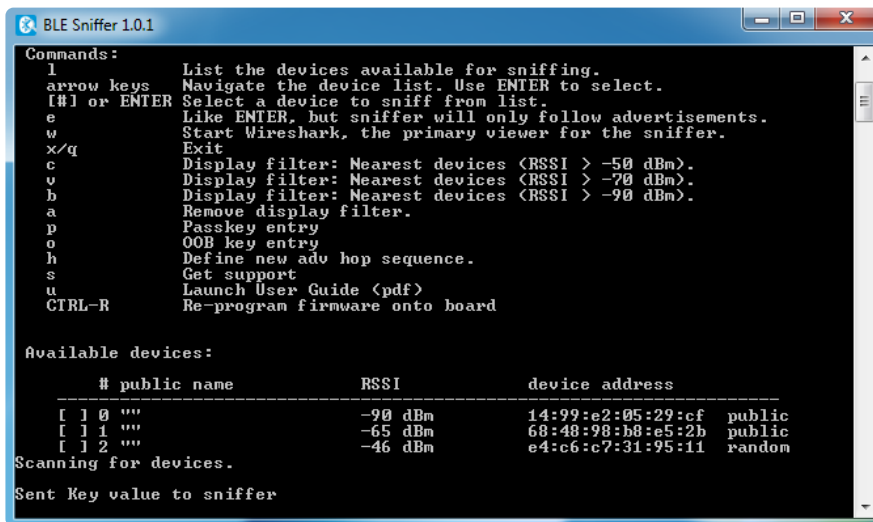 BLE Sniffer 1.0.1
Commands:
l List the devices available for sniffing.
arrow keys Navigate the device list. Use ENTER to select.
[#] or ENTER Select a device to sniff from list.
e Like ENTER, but sniffer will only follow advertisements.
w Start Wireshark, the primary viewer for the sniffer.
x/q Exit
c Display filter: Nearest devices (RSSI > -50 dBm).
v Display filter: Nearest devices (RSSI > -70 dBm).
b Display filter: Nearest devices (RSSI > -90 dBm).
a Remove display filter.
p Passkey entry
o OOB key entry
h Define new adv hop sequence.
s Get support
u Launch User Guide (pdf)
CTRL-R Re-program firmware onto board
Available devices:
# public name RSSI device address
[ ] 0 "" -90 dBm 14:99:e2:05:29:cf public
[ ] 1 "" -65 dBm 68:48:98:b8:e5:2b public
[ ] 2 "" -46 dBm e4:c6:c7:31:95:11 random
Scanning for devices.
Sent Key value to sniffer